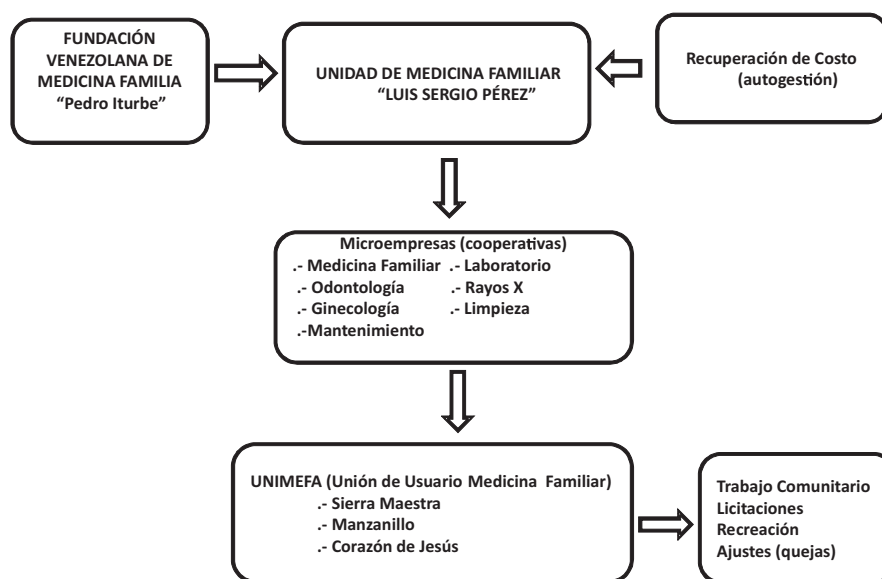 FUNDACIÓN
VENEZOLANA DE
MEDICINA FAMILIA
“Pedro Iturbe”
UNIDAD DE MEDICINA FAMILIAR
“LUIS SERGIO PÉREZ”
Recuperación de Costo
(autogestión)
Microempresas (cooperativas)
.- Medicina Familiar .- Laboratorio
.- Odontología .- Rayos X
.- Ginecología .- Limpieza
.-Mantenimiento
UNIMEFA (Unión de Usuario Medicina Familiar)
.- Sierra Maestra
.- Manzanillo
.- Corazón de Jesús
Trabajo Comunitario
Licitaciones
Recreación
Ajustes (quejas)